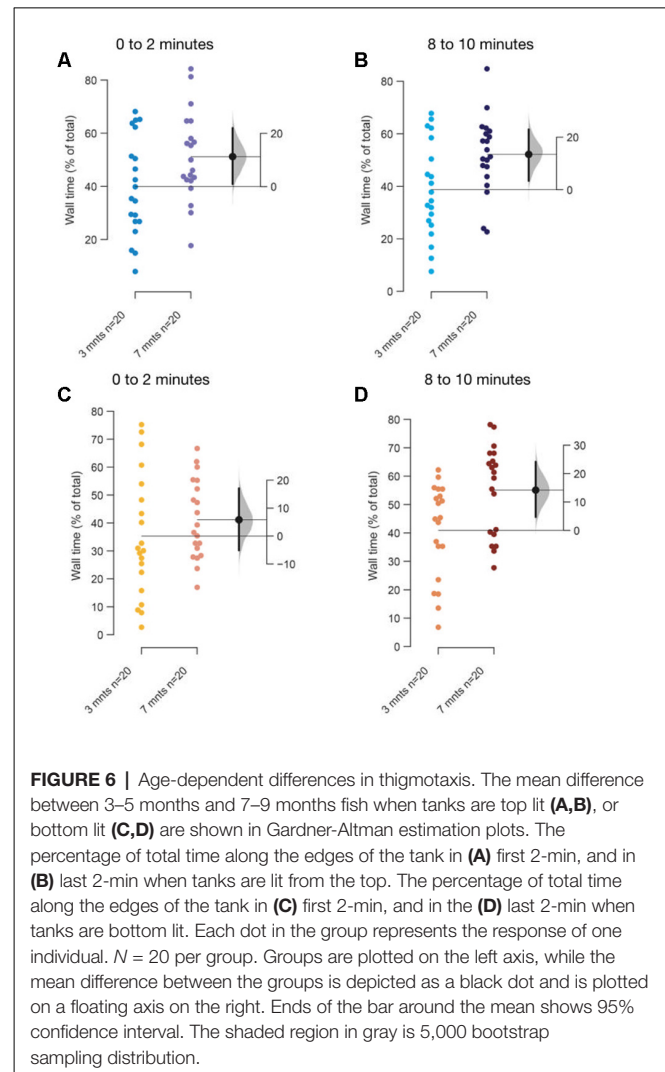 0 to 2 minutes
8 to 10 minutes
A
B
80
60
40
20
Wall time (% of total)
20
0
3 mnts n=20
7 mnts n=20
80
60
40
20
0
Wall time (% of total)
20
0
3 mnts n=20
7 mnts n=20
0 to 2 minutes
8 to 10 minutes
C
D
80
70
60
50
40
30
20
10
0
Wall time (% of total)
20
10
0
−10
3 mnts n=20
7 mnts n=20
80
70
60
50
40
30
20
10
0
Wall time (% of total)
30
20
10
0
3 mnts n=20
7 mnts n=20
FIGURE 6 | Age-dependent differences in thigmotaxis. The mean difference
between 3–5 months and 7–9 months fish when tanks are top lit (A,B), or
bottom lit (C,D) are shown in Gardner-Altman estimation plots. The
percentage of total time along the edges of the tank in (A) first 2-min, and in
(B) last 2-min when tanks are lit from the top. The percentage of total time
along the edges of the tank in (C) first 2-min, and in the (D) last 2-min when
tanks are bottom lit. Each dot in the group represents the response of one
individual. N = 20 per group. Groups are plotted on the left axis, while the
mean difference between the groups is depicted as a black dot and is plotted
on a floating axis on the right. Ends of the bar around the mean shows 95%
confidence interval. The shaded region in gray is 5,000 bootstrap
sampling distribution.